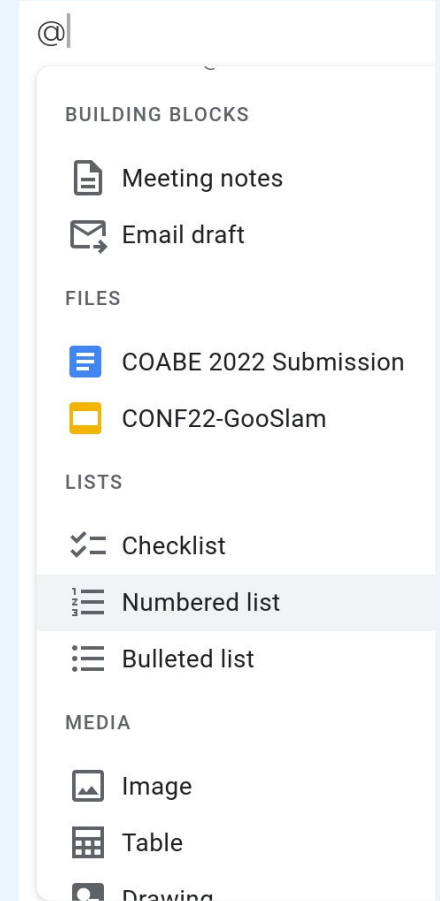 @
BUILDING BLOCKS
Meeting notes
Email draft
FILES
COABE 2022 Submission
CONF22-GooSlam
LISTS
Checklist
Numbered list
Bulleted list
MEDIA
Image
Table
Drawing